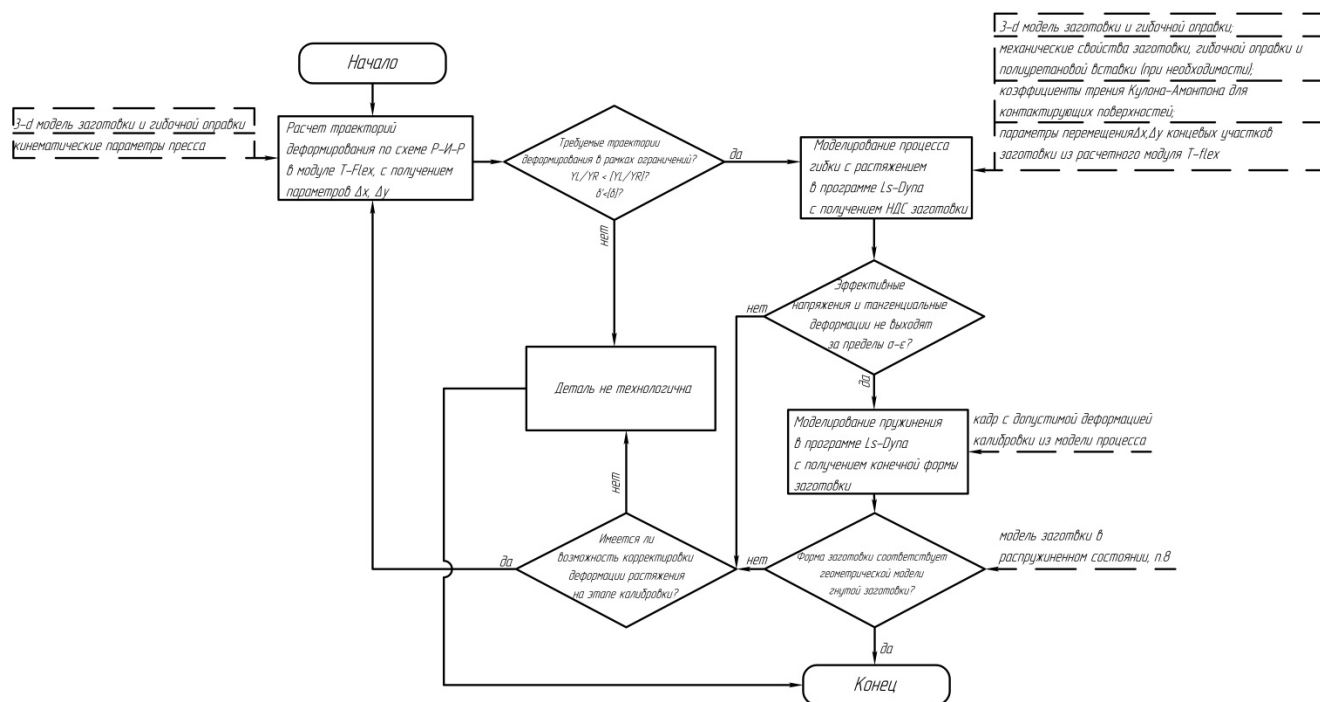 Начало
3-d модель заготовки и гибочной оправки
кинематические параметры пресса
Расчет траекторий
деформирования по схеме Р-И-Р
в модуле T-Flex, с получением
параметров Δx, Δy
Требуемые траектории
деформирования в рамках ограничений?
YL/YR < [YL/YR]?
δ'<[δ]?
да
нет
Моделирование процесса
гибки с растяжением
в программе Ls-Dyna
с получением НДС заготовки
3-d модель заготовки и гибочной оправки;
механические свойства заготовки, гибочной оправки и
полиуретановой вставки (при необходимости);
коэффициенты трения Кулона-Амонтона для
контактирующих поверхностей;
параметры перемещенияΔx,Δy концевых участков
заготовки из расчетного модуля T-flex
Эффективные
напряжения и тангенциальные
деформации не выходят
за пределы σ-ε?
нет
да
Деталь не технологична
Моделирование пружинения
в программе Ls-Dyna
с получением конечной формы
заготовки
кадр с допустимой деформацией
калибровки из модели процесса
нет
Имеется ли
возможность корректировки
деформации растяжения
на этапе калибровки?
да
Форма заготовки соответствует
геометрической модели
гнутой заготовки?
нет
модель заготвки в
распружиненном состоянии, п.8
да
Конец